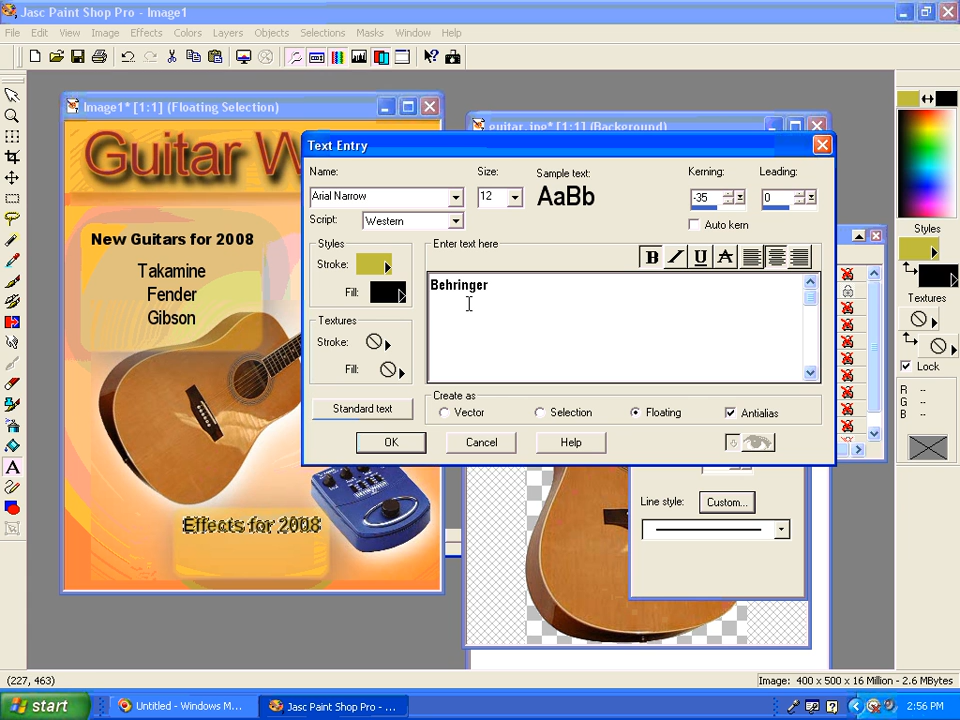 Jasc Paint Shop Pro - Image1
File Edit View Image Effects Colors Layers Objects Selections Masks Window Help
Image1* [1:1] (Floating Selection)
guitar.jpg* [1:1] (Background)
Guitar W
New Guitars for 2008
Takamine
Fender
Gibson
Effects for 2008
Text Entry
Name:
Size:
Sample text:
Kerning:
Leading:
Arial Narrow
12
AaBb
-35
0
Script:
Western
Auto kern
Styles
Enter text here
B I U A
Stroke:
Fill:
Behringer
Textures
Stroke:
Fill:
Create as
Standard text
Vector
Selection
Floating
Antialias
OK
Cancel
Help
Line style:
Custom...
Styles
Textures
Lock
R --
G --
B --
A
(227, 463)
Image: 400 x 500 x 16 Million - 2.6 MBytes
start
Untitled - Windows M...
Jasc Paint Shop Pro - ...
2:56 PM